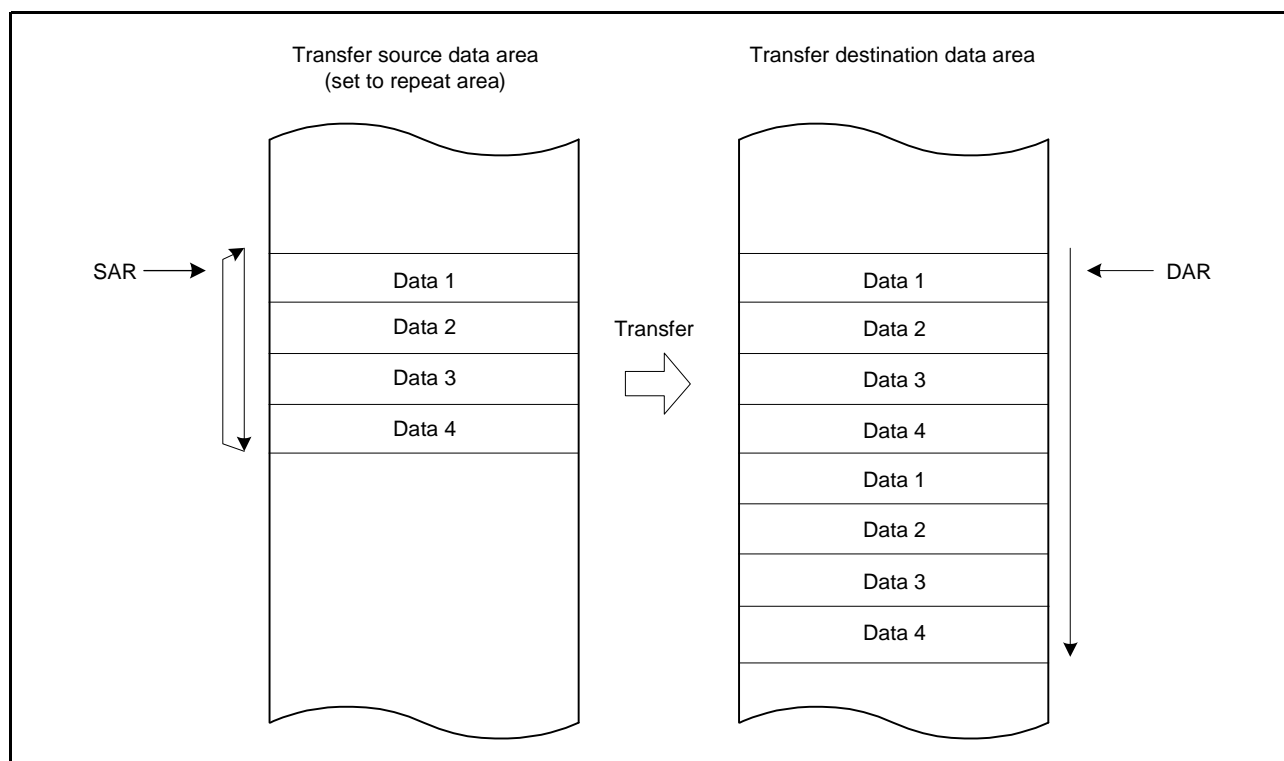 Transfer source data area
(set to repeat area)
Transfer destination data area
SAR
Data 1
Data 2
Data 3
Data 4
Transfer
Data 1
Data 2
Data 3
Data 4
Data 1
Data 2
Data 3
Data 4
DAR